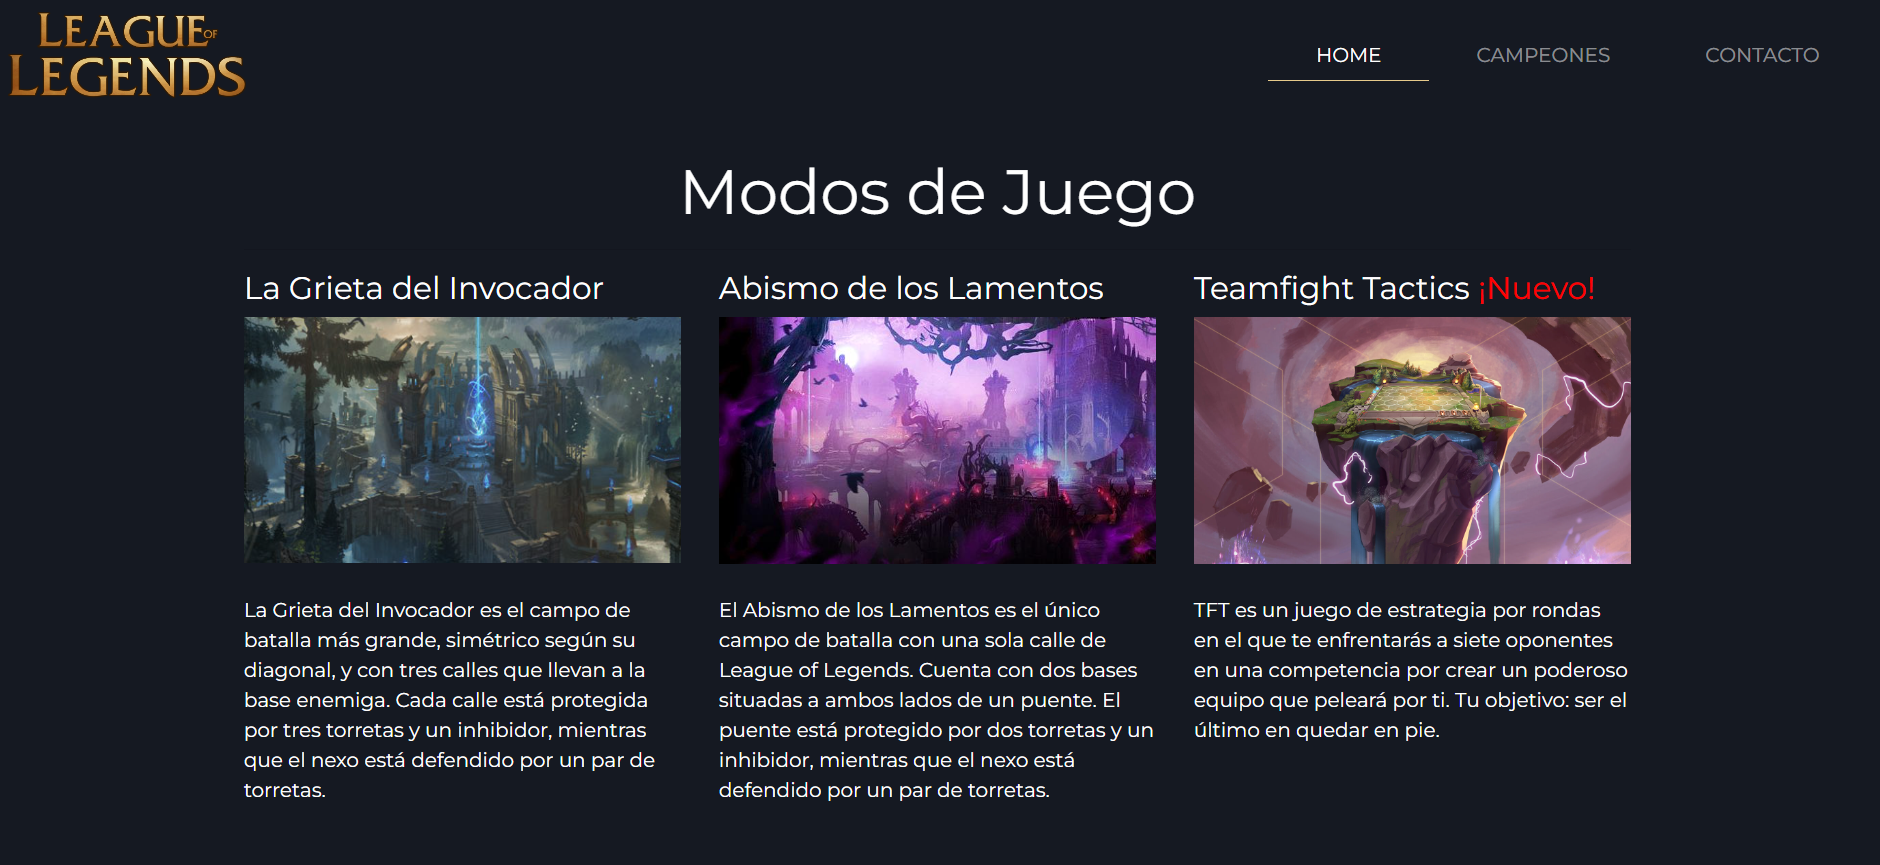 LEAGUE OF
LEGENDS
HOME
CAMPEONES
CONTACTO
Modos de Juego
La Grieta del Invocador
La Grieta del Invocador es el campo de
batalla más grande, simétrico según su
diagonal, y con tres calles que llevan a la
base enemiga. Cada calle está protegida
por tres torretas y un inhibidor, mientras
que el nexo está defendido por un par de
torretas.
Abismo de los Lamentos
El Abismo de los Lamentos es el único
campo de batalla con una sola calle de
League of Legends. Cuenta con dos bases
situadas a ambos lados de un puente. El
puente está protegido por dos torretas y un
inhibidor, mientras que el nexo está
defendido por un par de torretas.
Teamfight Tactics ¡Nuevo!
TFT es un juego de estrategia por rondas
en el que te enfrentarás a siete oponentes
en una competencia por crear un poderoso
equipo que peleará por ti. Tu objetivo: ser el
último en quedar en pie.